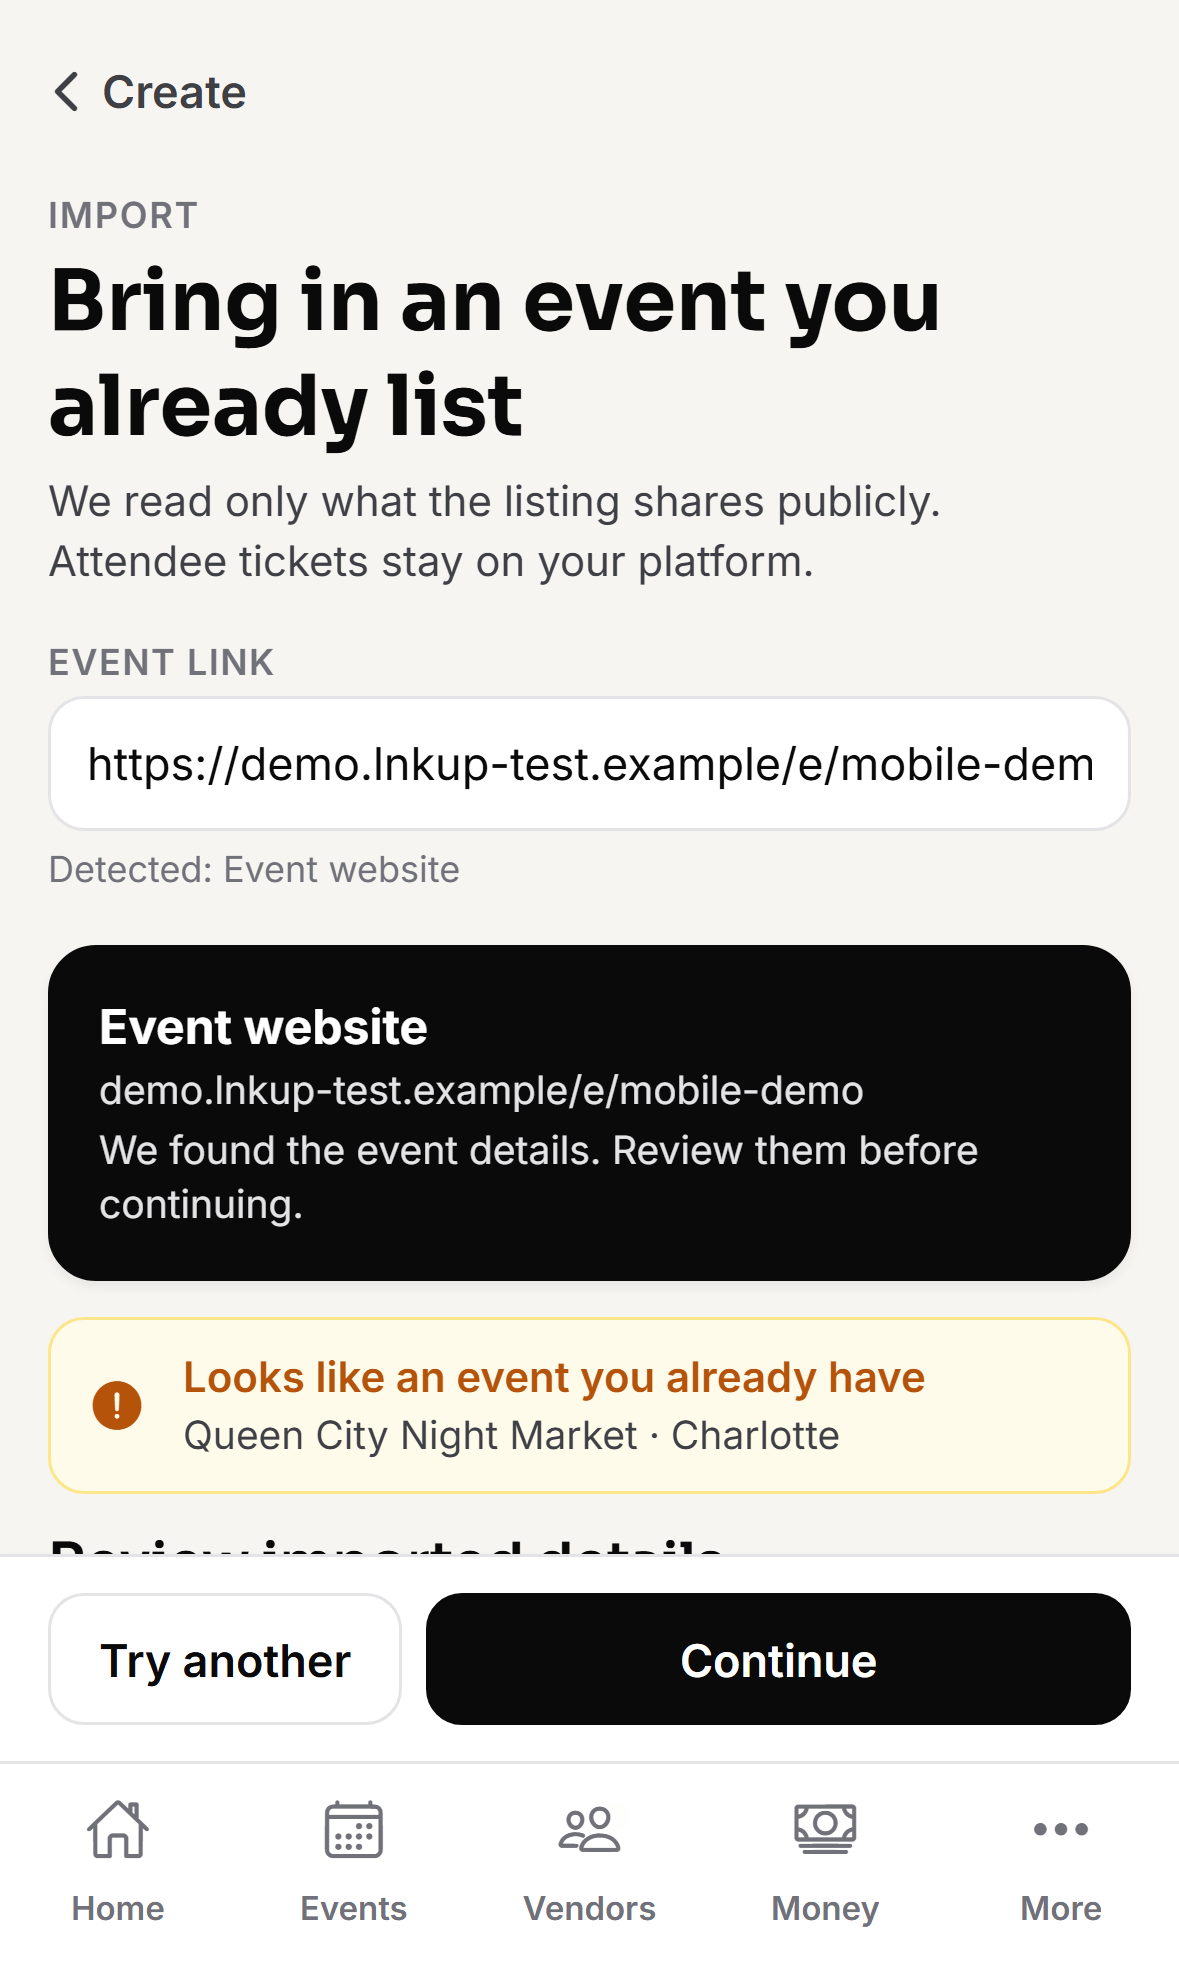 Create
IMPORT
Bring in an event you
already list
We read only what the listing shares publicly.
Attendee tickets stay on your platform.
EVENT LINK
https://demo.lnkup-test.example/e/mobile-dem
Detected: Event website
Event website
demo.lnkup-test.example/e/mobile-demo
We found the event details. Review them before
continuing.
Looks like an event you already have
Queen City Night Market · Charlotte
Review imported details
Try another
Continue
Home
Events
Vendors
Money
More